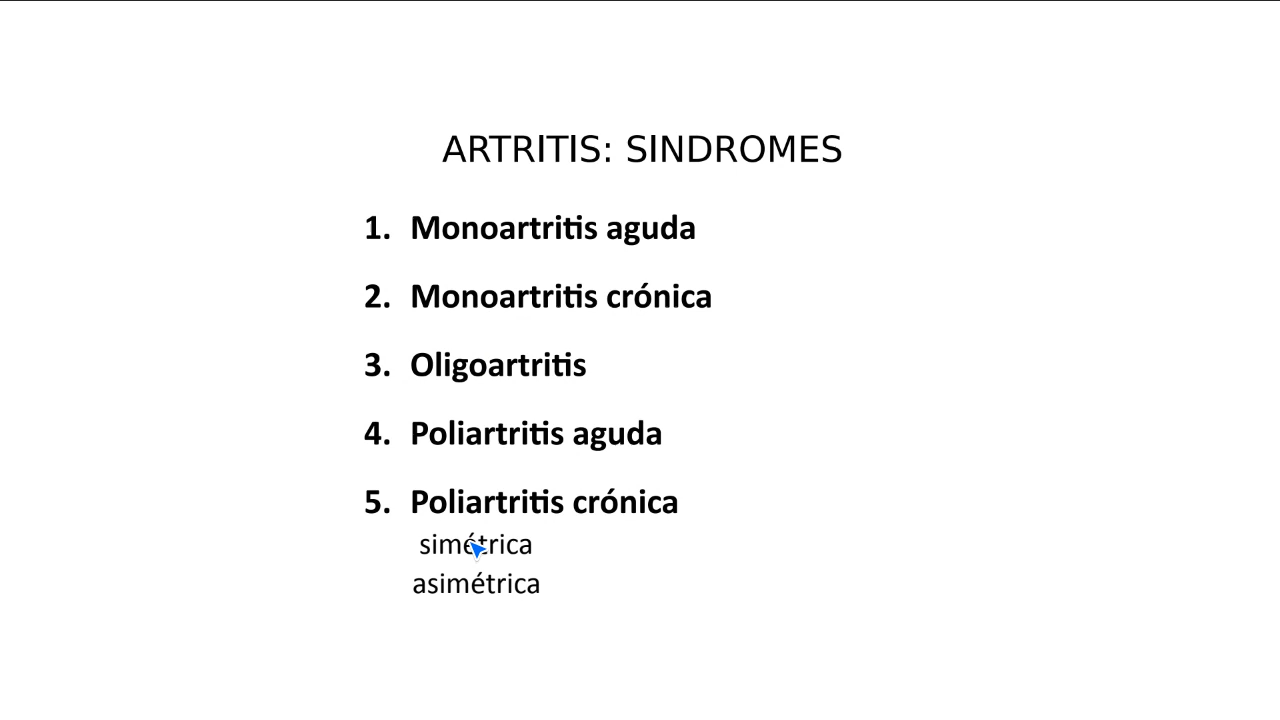 ARTRITIS: SINDROMES
1. Monoartritis aguda
2. Monoartritis crónica
3. Oligoartritis
4. Poliartritis aguda
5. Poliartritis crónica
simétrica
asimétrica